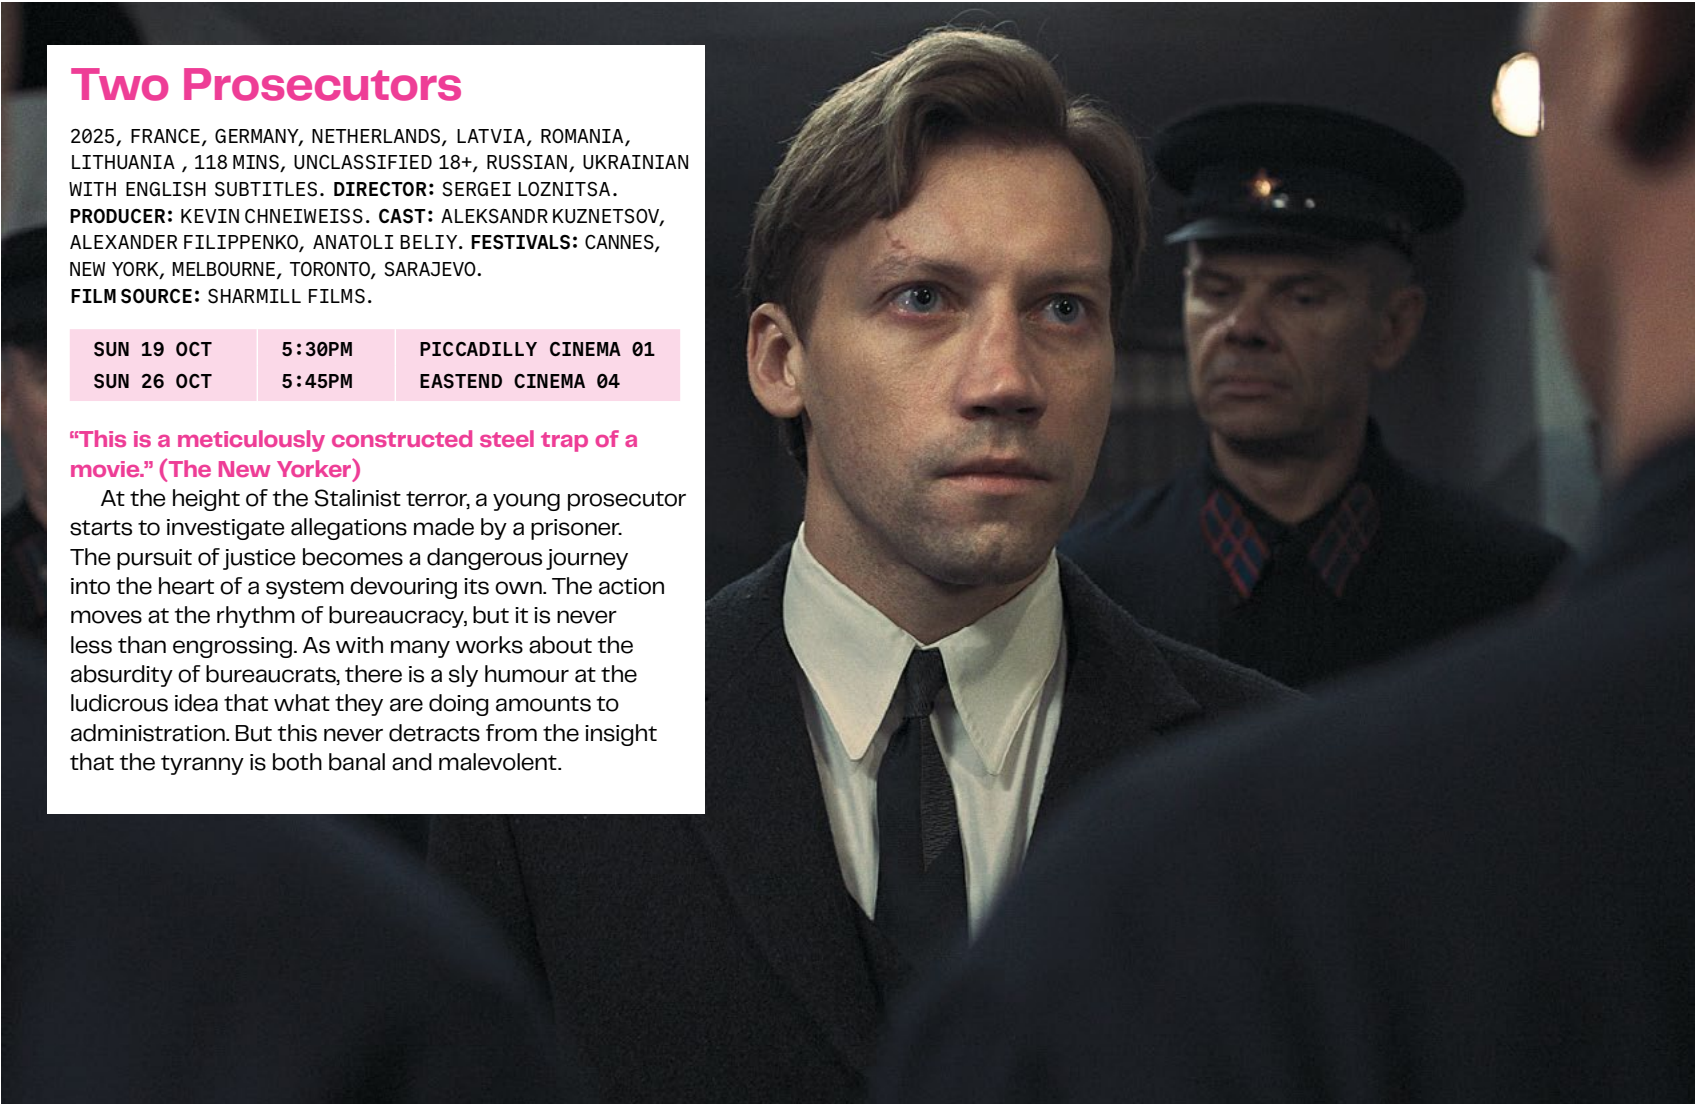 Two Prosecutors
2025, FRANCE, GERMANY, NETHERLANDS, LATVIA, ROMANIA,
LITHUANIA , 118 MINS, UNCLASSIFIED 18+, RUSSIAN, UKRAINIAN
WITH ENGLISH SUBTITLES. DIRECTOR: SERGEI LOZNITSA.
PRODUCER: KEVIN CHNEIWEISS. CAST: ALEKSANDR KUZNETSOV,
ALEXANDER FILIPPENKO, ANATOLI BELIY. FESTIVALS: CANNES,
NEW YORK, MELBOURNE, TORONTO, SARAJEVO.
FILM SOURCE: SHARMILL FILMS.
SUN 19 OCT 5:30PM PICCADILLY CINEMA 01
SUN 26 OCT 5:45PM EASTEND CINEMA 04
“This is a meticulously constructed steel trap of a
movie.” (The New Yorker)
At the height of the Stalinist terror, a young prosecutor
starts to investigate allegations made by a prisoner.
The pursuit of justice becomes a dangerous journey
into the heart of a system devouring its own. The action
moves at the rhythm of bureaucracy, but it is never
less than engrossing. As with many works about the
absurdity of bureaucrats, there is a sly humour at the
ludicrous idea that what they are doing amounts to
administration. But this never detracts from the insight
that the tyranny is both banal and malevolent.